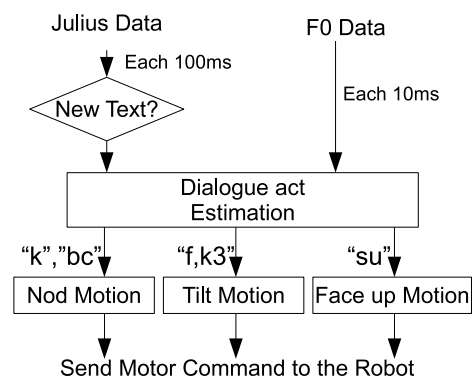 Julius Data
F0 Data
Each 100ms
Each 10ms
New Text?
Dialogue act
Estimation
“k”,”bc”
“f,k3”
“su”
Nod Motion
Tilt Motion
Face up Motion
Send Motor Command to the Robot